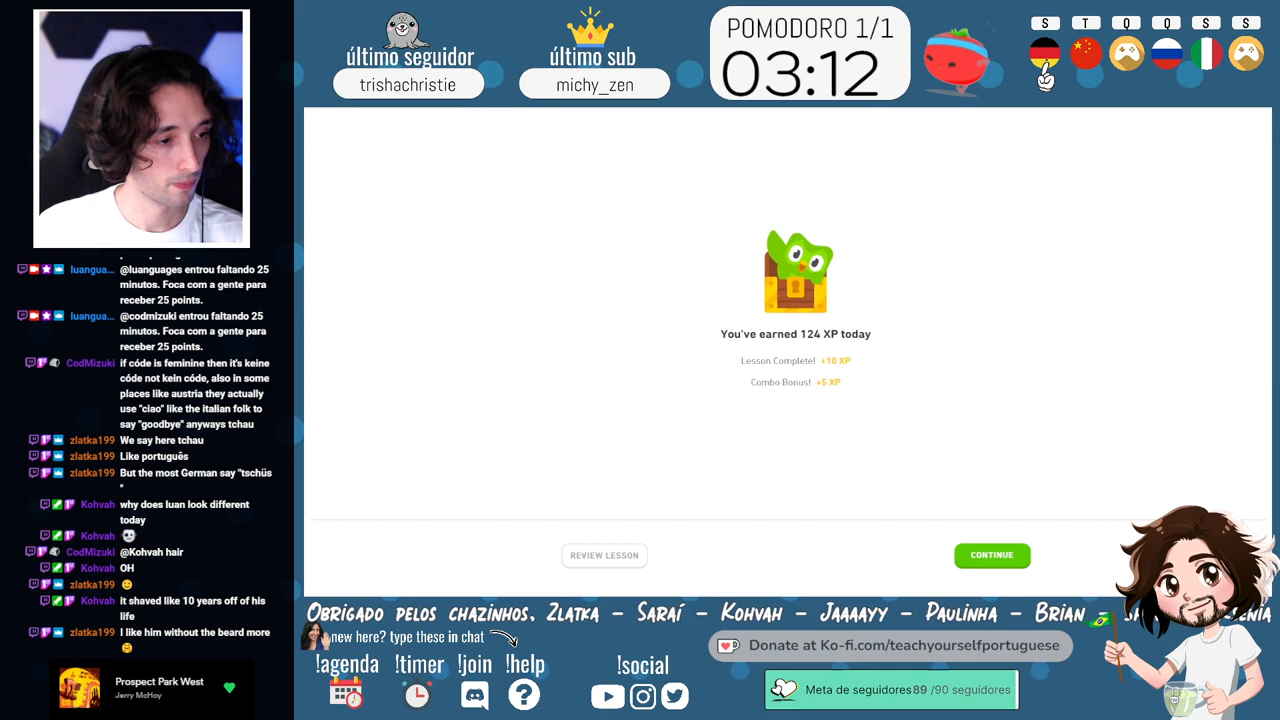 último seguidor
trishachristie
último sub
michy_zen
POMODORO 1/1
03:12
S T Q Q S S
luangua... @luanguages entrou faltando 25
minutos. Foca com a gente para
receber 25 points.
luangua... @codmizuki entrou faltando 25
minutos. Foca com a gente para
receber 25 points.
CodMizuki if códe is feminine then it's keine
códe not kein códe, also in some
places like austria they actually
use "ciao" like the italian folk to
say "goodbye" anyways tchau
zlatka199 We say here tchau
zlatka199 Like português
zlatka199 But the most German say "tschüs
"
Kohvah why does luan look different
today
Kohvah
CodMizuki @Kohvah hair
Kohvah OH
zlatka199
Kohvah it shaved like 10 years off of his
life
zlatka199 I like him without the beard more
Prospect Park West
Jerry McHoy
You've earned 124 XP today
Lesson Complete! +10 XP
Combo Bonus! +5 XP
REVIEW LESSON
CONTINUE
Obrigado pelos chazinhos, Zlatka – Saraí – Kohvah – Jaaaayy – Paulinha – Brian –
new here? type these in chat
!agenda !timer !join !help
!social
Donate at Ko-fi.com/teachyourselfportuguese
Meta de seguidores 89 /90 seguidores